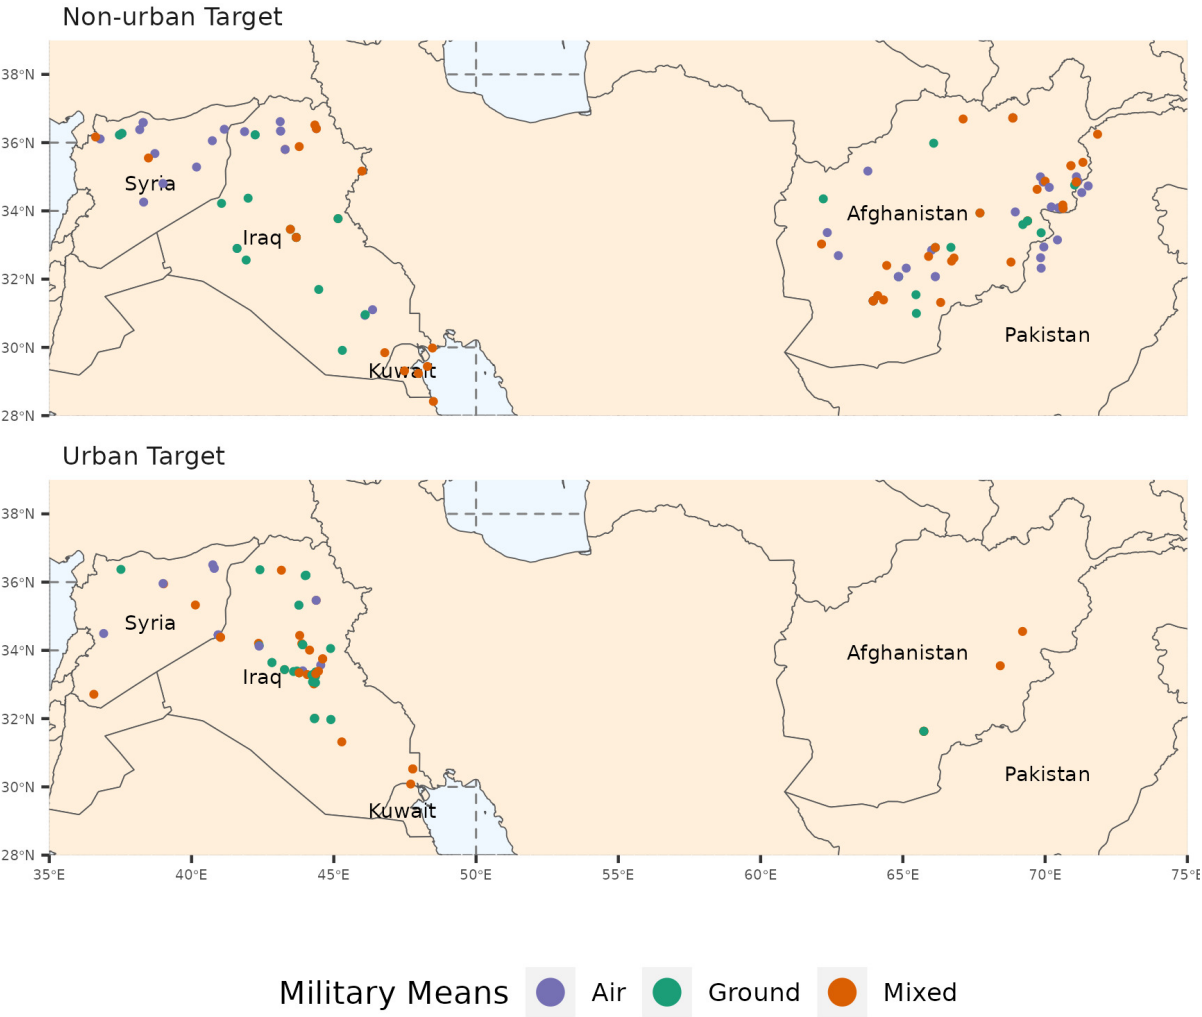 Non-urban Target
38°N
36°N
34°N
32°N
30°N
28°N
Syria
Iraq
Kuwait
Afghanistan
Pakistan
Urban Target
38°N
36°N
34°N
32°N
30°N
28°N
Syria
Iraq
Kuwait
Afghanistan
Pakistan
35°E 40°E 45°E 50°E 55°E 60°E 65°E 70°E 75°E
Military Means Air Ground Mixed